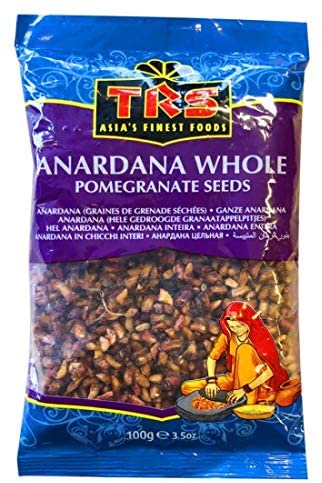 TRS
ASIA'S FINEST FOODS
ANARDANA WHOLE
POMEGRANATE SEEDS
ANARDANA (GRAINES DE GRENADE SÉCHÉES) • GANZE ANARDANA
ANARDANA (HELE GEDROOGDE GRANAATAPPELPITJES)
HEL ANARDANA • ANARDANA INTEIRA • ANARDANA ENTERA
ANARDANA IN CHICCHI INTERI • АНАРДАНА ЦЕЛЬНАЯ •
100g ℮ 3.5oz